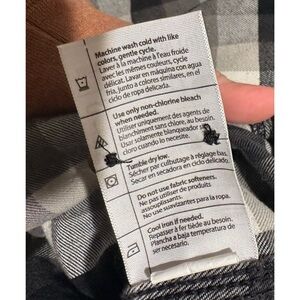 Machine wash cold with like
colors, gentle cycle.
Laver à la machine à l'eau froide
avec les mêmes couleurs, cycle
délicat. Lavar en máquina con agua
fría, junto a colores similares, en el
ciclo de ropa delicada.
Use only non-chlorine bleach
when needed.
Utiliser uniquement des agents de
blanchiment sans chlore, au besoin.
Usar solamente blanqueador sin
cloro cuando lo necesite.
Tumble dry low.
Sécher par culbutage à réglage bas.
Secar en secadora en ciclo delicado.
Do not use fabric softeners.
Ne pas utiliser de produits
assouplissants.
No use suavizantes para la ropa.
Cool iron if needed.
Repasser à fer tiède au besoin.
Plancha a baja temperatura de
ser necesario.